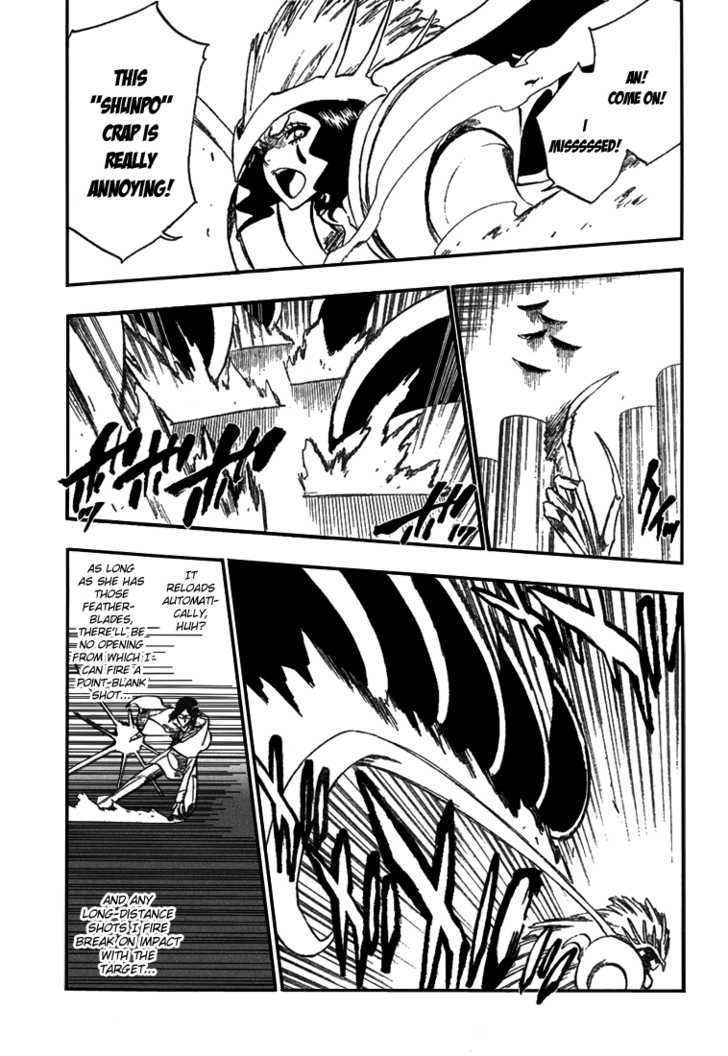 AN!
COME ON!
I
MISSSSSED!
THIS
"SHUNPO"
CRAP IS
REALLY
ANNOYING!
IT
RELOADS
AUTOMATI-
CALLY,
HUH?
AS LONG
AS SHE HAS
THOSE
FEATHER-
BLADES,
THERE'LL BE
NO OPENING
FROM WHICH I
CAN FIRE A
POINT-BLANK
SHOT...
AND ANY
LONG-DISTANCE
SHOTS I FIRE
BREAK ON IMPACT
WITH THE
TARGET...